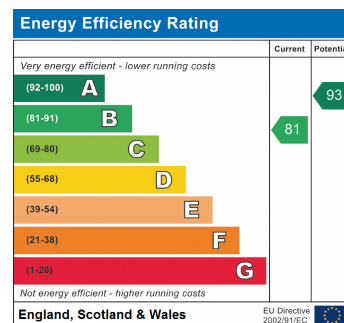 Energy Efficiency Rating
Current
Very energy efficient - lower running costs
(92-100) A
93
(81-91) B
81
(69-80) C
(55-68) D
(39-54) E
(21-38) F
(1-20) G
Not energy efficient - higher running costs
England, Scotland & Wales
EU Directive
2002/91/EC